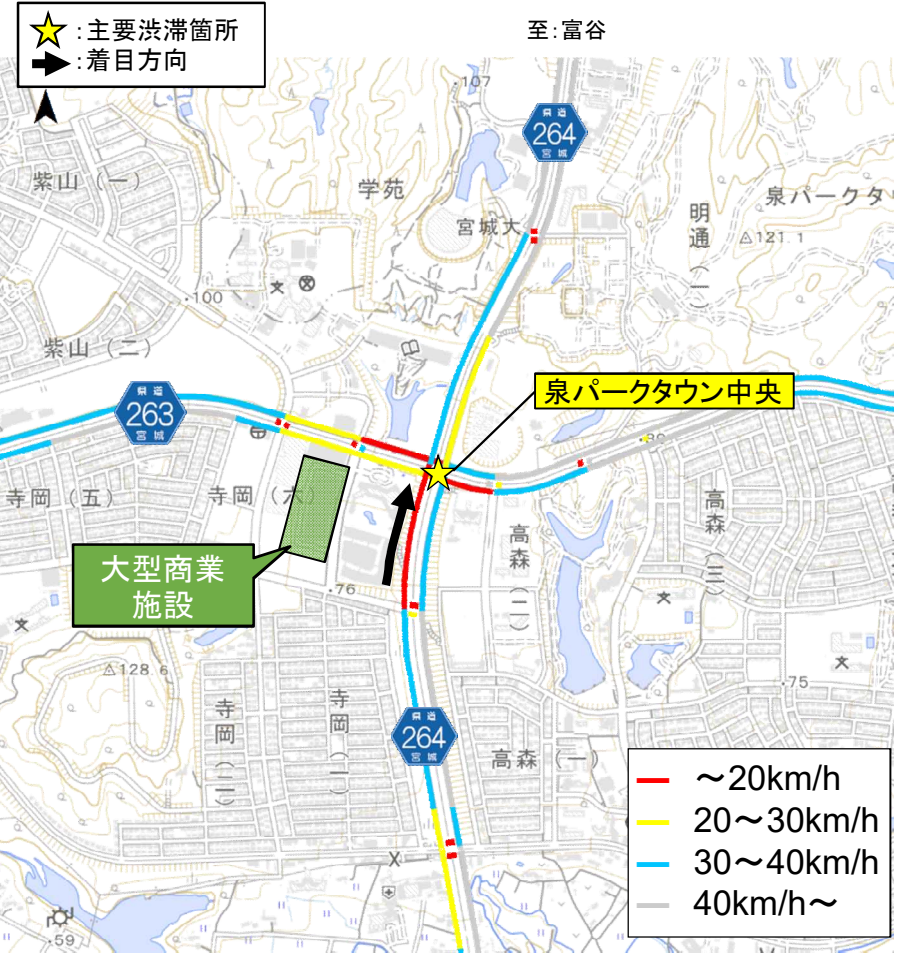 ★:主要渋滞箇所
➡:着目方向
至:富谷
・107
県道
264
宮城
紫山(一)
学苑
宮城大
明通(一)
泉パークタ
△121.1
・100
紫山(二)
県道
263
宮城
泉パークタウン中央
寺岡(五)
寺岡(六)
高森(二)
高森(三)
大型商業
施設
・76
△128.6
・75
寺岡(二)
寺岡(一)
県道
264
宮城
高森(一)
~20km/h
20~30km/h
30~40km/h
40km/h~
・59